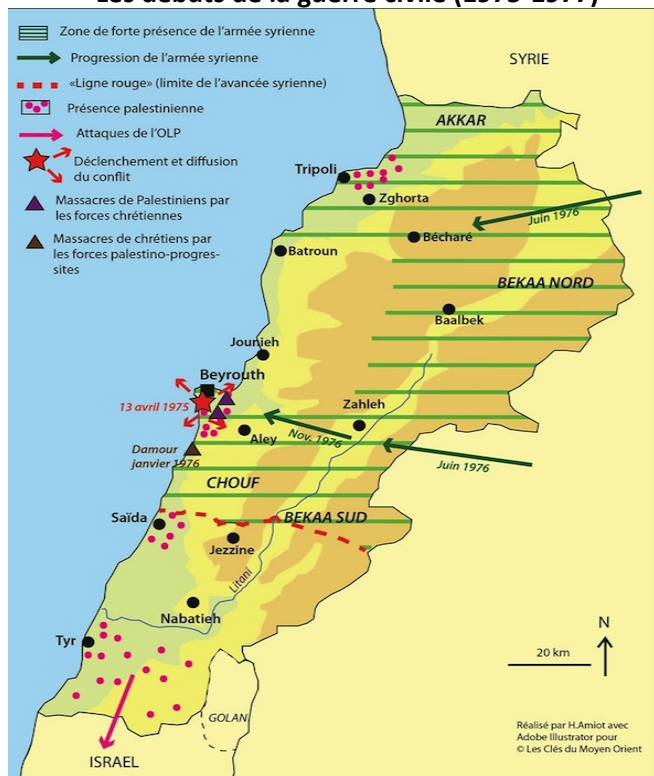 Les débuts de la guerre civile (1975-1977)
Zone de forte présence de l'armée syrienne
Progression de l'armée syrienne
«Ligne rouge» (limite de l'avancée syrienne)
Présence palestinienne
Attaques de l'OLP
Déclenchement et diffusion
du conflit
Massacres de Palestiniens par
les forces chrétiennes
Massacres de chrétiens par
les forces palestino-progres-
sites
SYRIE
AKKAR
Tripoli
Zghorta
Juin 1976
Bécharé
Batroun
BEKAA NORD
Baalbek
Jounieh
Beyrouth
13 avril 1975
Zahleh
Aley
Nov. 1976
Damour
janvier 1976
Juin 1976
CHOUF
Saïda
BEKAA SUD
Jezzine
Litani
Nabatieh
Tyr
N
20 km
GOLAN
ISRAEL
Réalisé par H.Amiot avec
Adobe Illustrator pour
© Les Clés du Moyen Orient